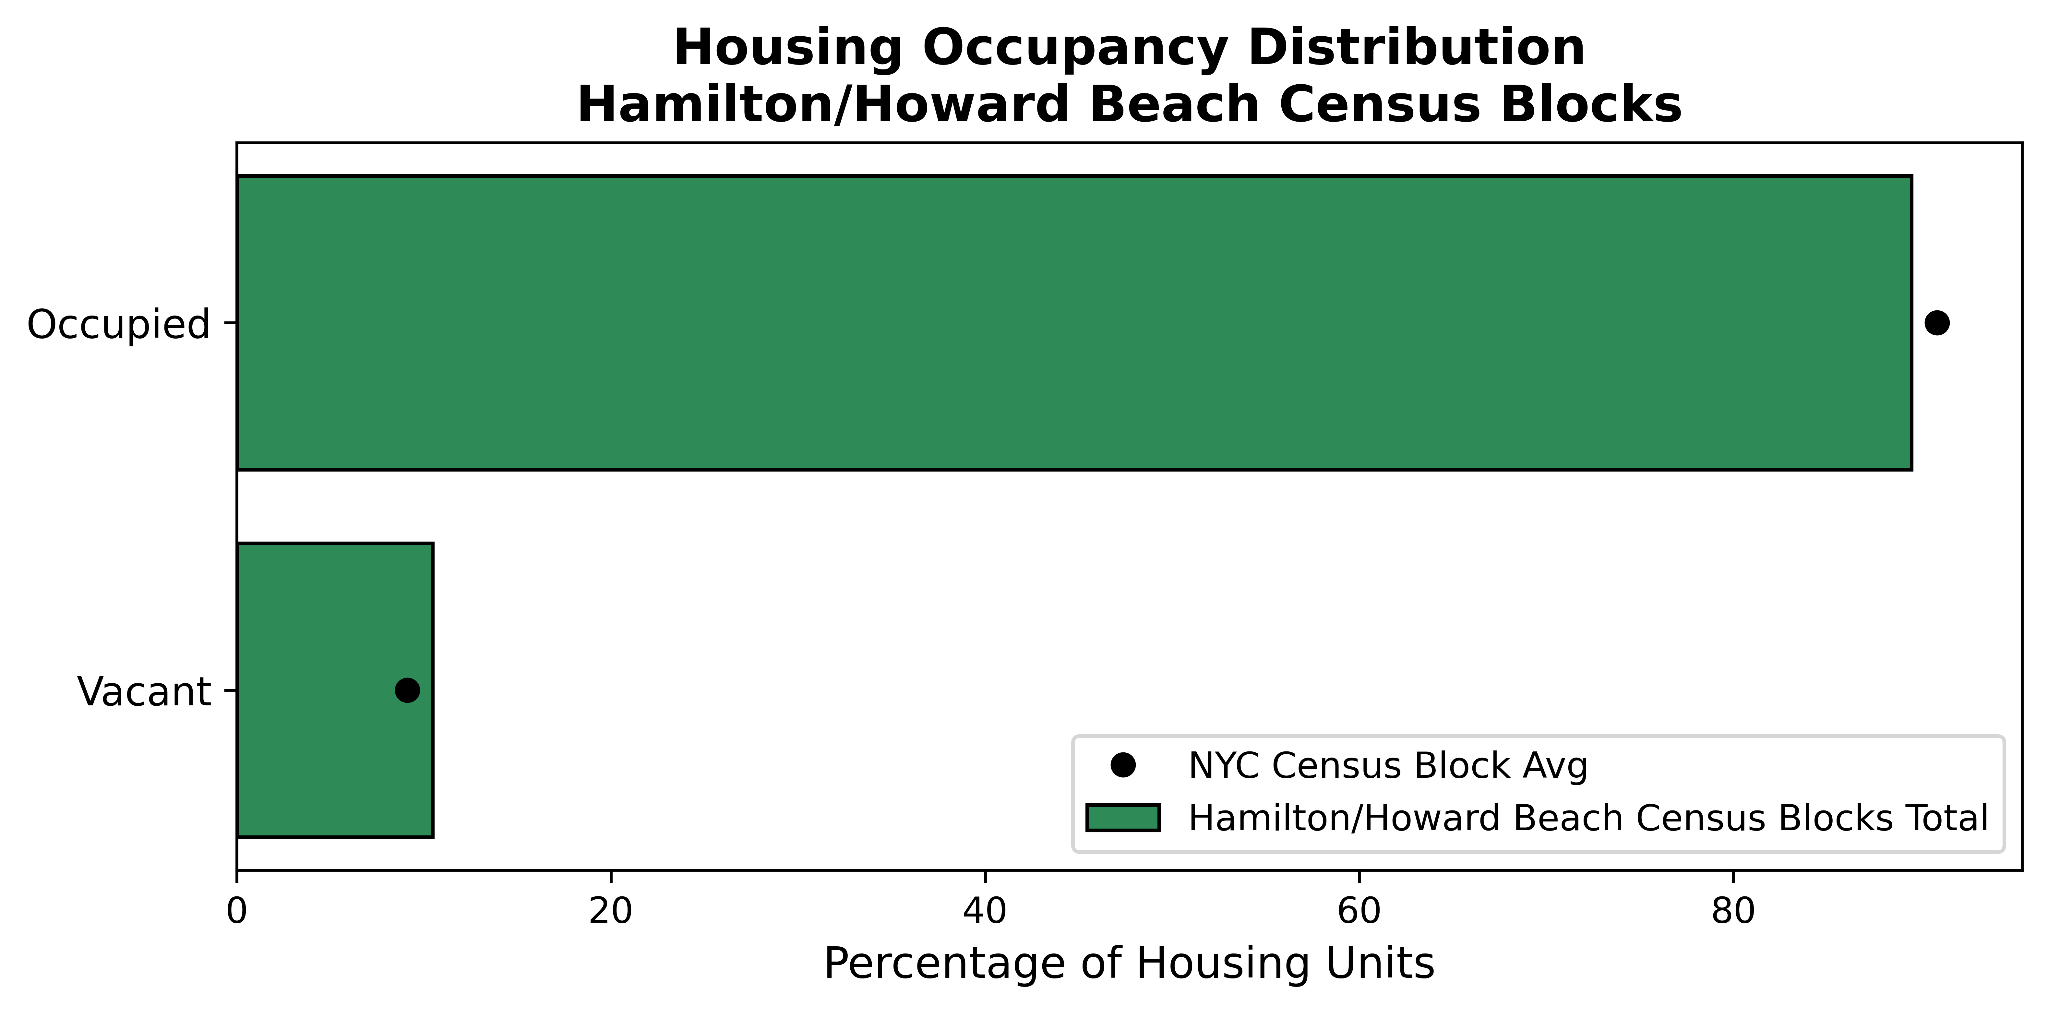 Housing Occupancy Distribution
Hamilton/Howard Beach Census Blocks
Occupied
Vacant
NYC Census Block Avg
Hamilton/Howard Beach Census Blocks Total
0 20 40 60 80
Percentage of Housing Units